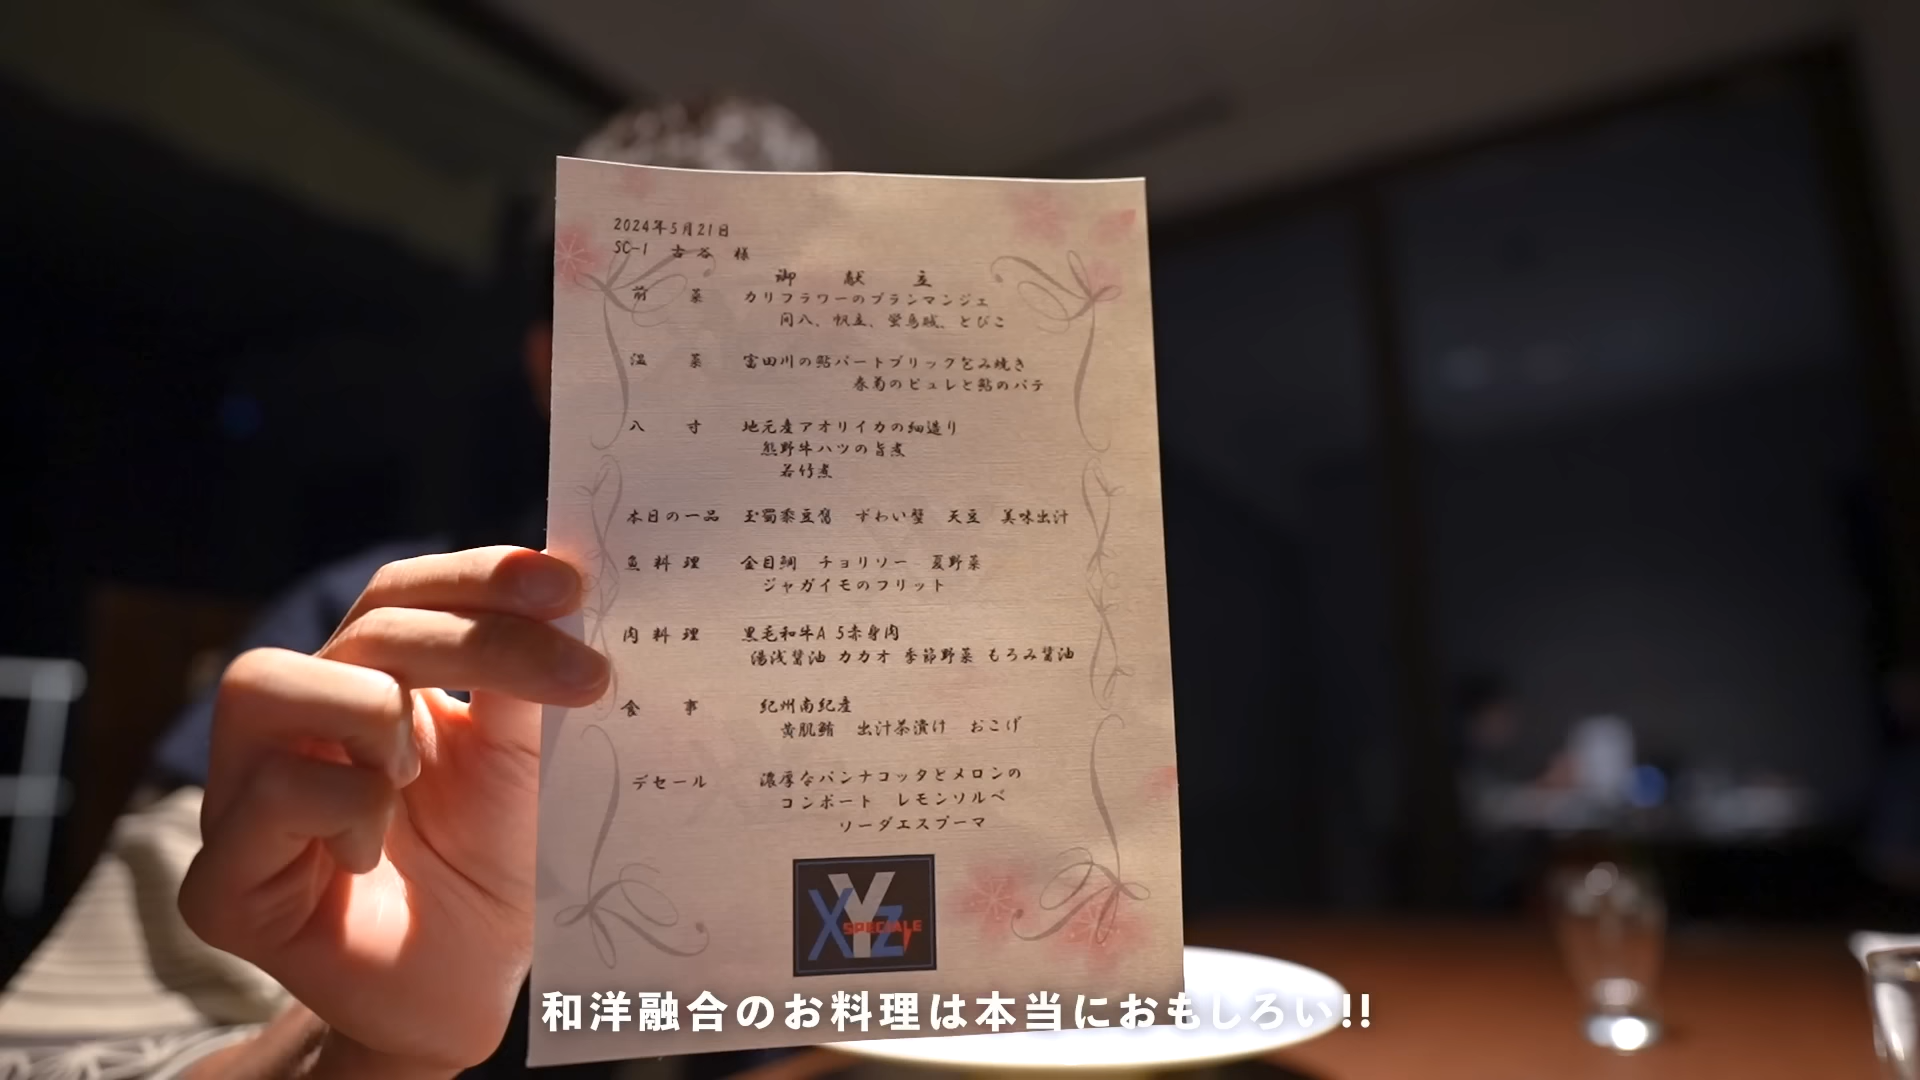 2024年5月21日
SC-1 古谷 様
御 献 立
前 菜 カリフラワーのブランマンジェ
間八、帆立、蛍烏賊、とびこ
温 菜 富田川の鮎パートブリック包み焼き
春菊のピュレと鮎のパテ
八 寸 地元産アオリイカの細造り
熊野牛ハツの旨煮
若竹煮
本日の一品 玉蜀黍豆腐 ずわい蟹 天豆 美味出汁
魚料理 金目鯛 チョリソー 夏野菜
ジャガイモのフリット
肉料理 黒毛和牛A5赤身肉
湯浅醤油 カカオ 季節野菜 もろみ醤油
食 事 紀州南紀産
黄肌鮪 出汁茶漬け おこげ
デセール 濃厚なパンナコッタとメロンの
コンポート レモンソルベ
ソーダエスプーマ
XYZ
SPECIALE
和洋融合のお料理は本当におもしろい!!